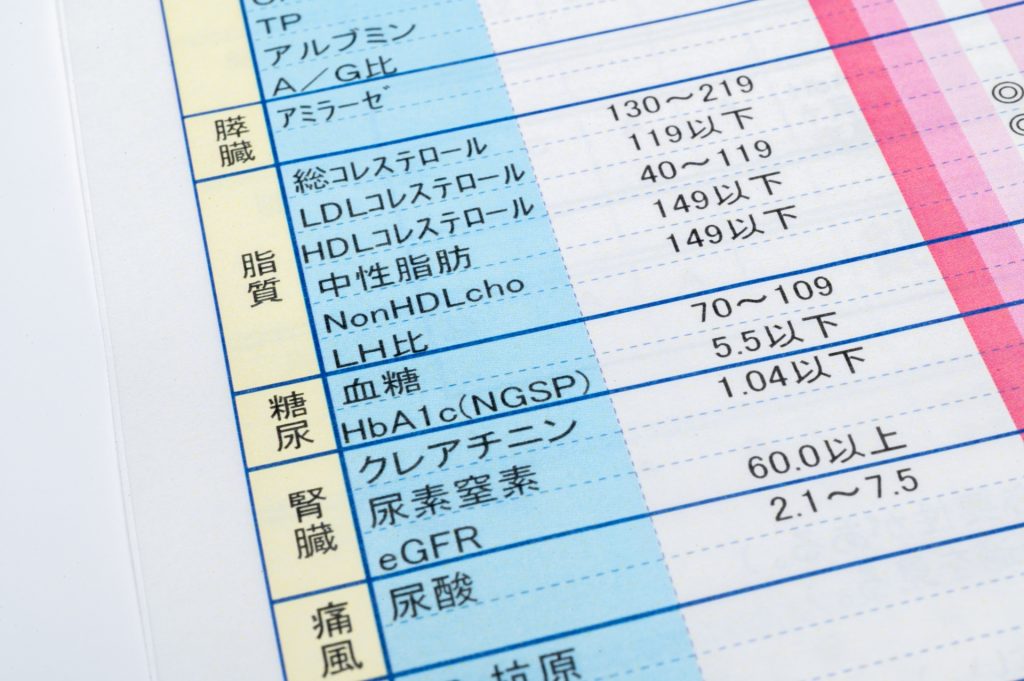 TP
アルブミン
A／G比
膵臓
アミラーゼ
脂質
総コレステロール 130～219
LDLコレステロール 119以下
HDLコレステロール 40～119
中性脂肪 149以下
NonHDLcho 149以下
LH比
糖尿
血糖 70～109
HbA1c(NGSP) 5.5以下
腎臓
クレアチニン 1.04以下
尿素窒素
eGFR 60.0以上
痛風
尿酸 2.1～7.5
抗原
◎